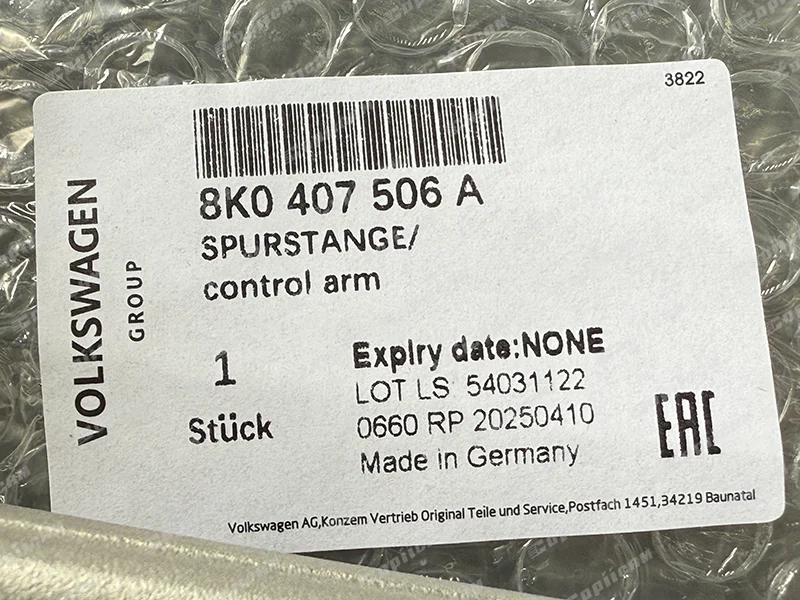 3822
VOLKSWAGEN
GROUP
8K0 407 506 A
SPURSTANGE/
control arm
1
Stück
Expiry date:NONE
LOT LS 54031122
0660 RP 20250410
Made in Germany
EAC
Volkswagen AG,Konzem Vertrieb Original Teile und Service,Postfach 1451,34219 Baunatal